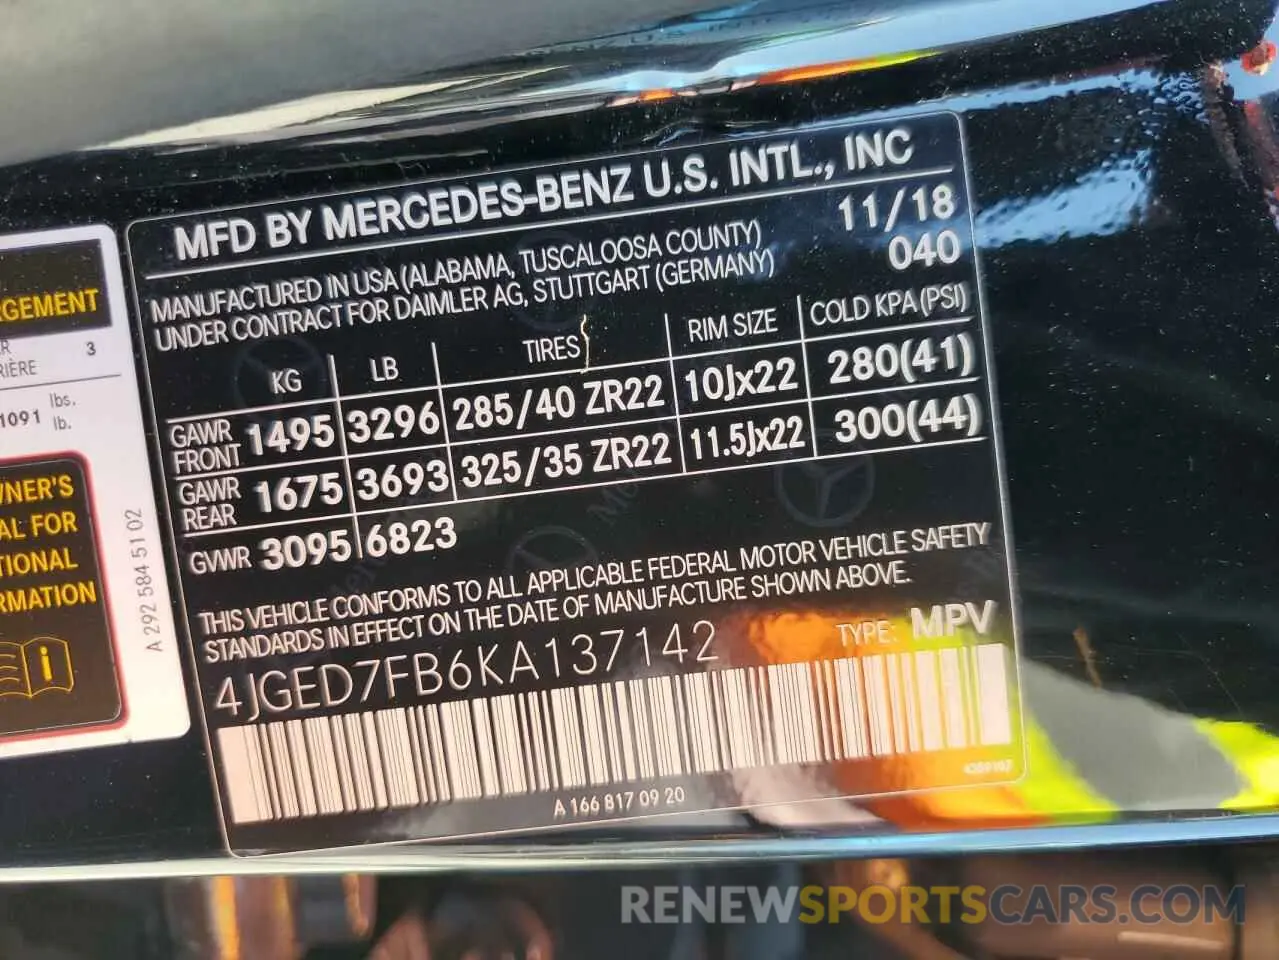 MFD BY MERCEDES-BENZ U.S. INTL., INC
MANUFACTURED IN USA (ALABAMA, TUSCALOOSA COUNTY) 11/18
UNDER CONTRACT FOR DAIMLER AG, STUTTGART (GERMANY) 040
KG LB TIRES RIM SIZE COLD KPA (PSI)
GAWR FRONT 1495 3296 285/40 ZR22 10Jx22 280(41)
GAWR REAR 1675 3693 325/35 ZR22 11.5Jx22 300(44)
GVWR 3095 6823
THIS VEHICLE CONFORMS TO ALL APPLICABLE FEDERAL MOTOR VEHICLE SAFETY
STANDARDS IN EFFECT ON THE DATE OF MANUFACTURE SHOWN ABOVE.
4JGED7FB6KA137142 TYPE: MPV
A 166 817 09 20
GEMENT
R 3
RIÈRE
1091 lbs.
lb.
WNER'S
AL FOR
TIONAL
RMATION
i
A 292 584 51 02
RENEWSPORTSCARS.COM